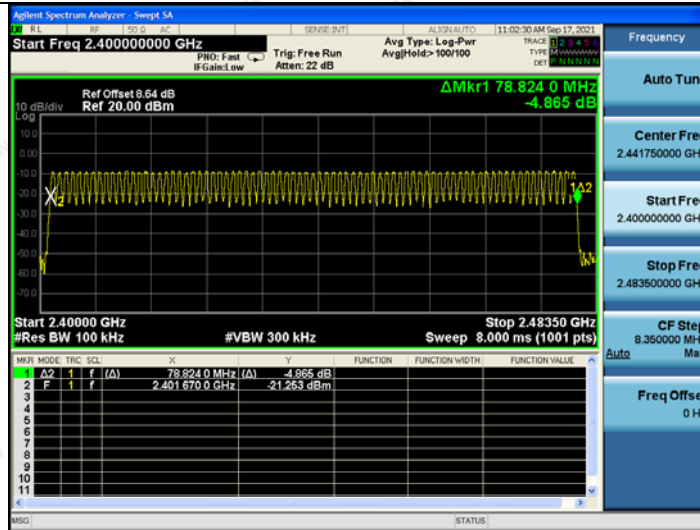 Agilent Spectrum Analyzer - Swept SA
RL RF 50 Ω AC SENSE:INT ALIGN AUTO 11:02:30 AM Sep 17, 2021
Start Freq 2.400000000 GHz
PNO: Fast
IFGain:Low
Trig: Free Run
Atten: 22 dB
Avg Type: Log-Pwr
Avg|Hold:>100/100
TRACE 1 2 3 4 5 6
TYPE M
DET P N N N N N
ΔMkr1 78.824 0 MHz
-4.865 dB
Ref Offset 8.64 dB
10 dB/div Ref 20.00 dBm
Log
10.0
0.00
-10.0
-20.0
-30.0
-40.0
-50.0
-60.0
-70.0
2
1Δ2
Start 2.40000 GHz Stop 2.48350 GHz
#Res BW 100 kHz #VBW 300 kHz Sweep 8.000 ms (1001 pts)
MKR MODE TRC SCL X Y FUNCTION FUNCTION WIDTH FUNCTION VALUE
1 Δ2 1 f (Δ) 78.824 0 MHz (Δ) -4.865 dB
2 F 1 f 2.401 670 0 GHz -21.253 dBm
3
4
5
6
7
8
9
10
11
MSG STATUS
Frequency
Auto Tun
Center Fre
2.441750000 GH
Start Fre
2.400000000 GH
Stop Fre
2.483500000 GH
CF Step
8.350000 MH
Auto Ma
Freq Offse
0 H